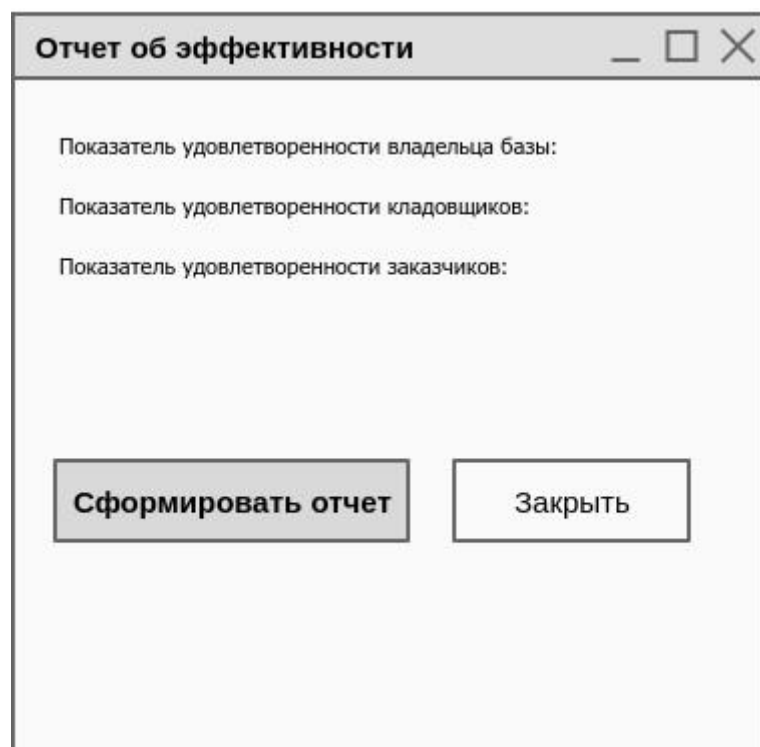 Отчет об эффективности
Показатель удовлетворенности владельца базы:
Показатель удовлетворенности кладовщиков:
Показатель удовлетворенности заказчиков:
Сформировать отчет
Закрыть